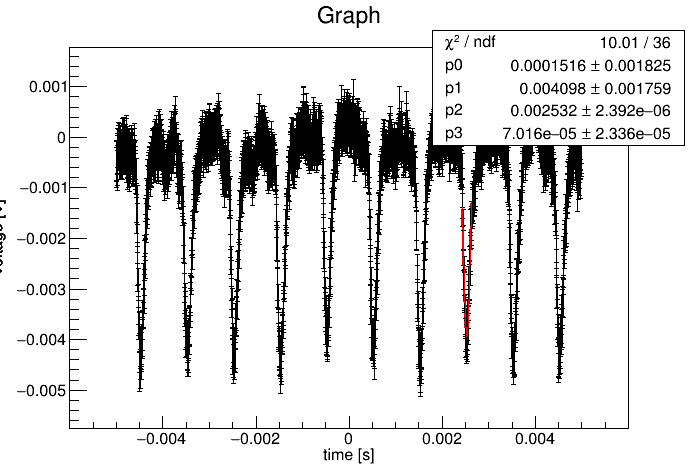 Graph
χ² / ndf 10.01 / 36
p0 0.0001516 ± 0.001825
p1 0.004098 ± 0.001759
p2 0.002532 ± 2.392e−06
p3 7.016e−05 ± 2.336e−05
0.001
0
−0.001
−0.002
−0.003
−0.004
−0.005
−0.004 −0.002 0 0.002 0.004
time [s]